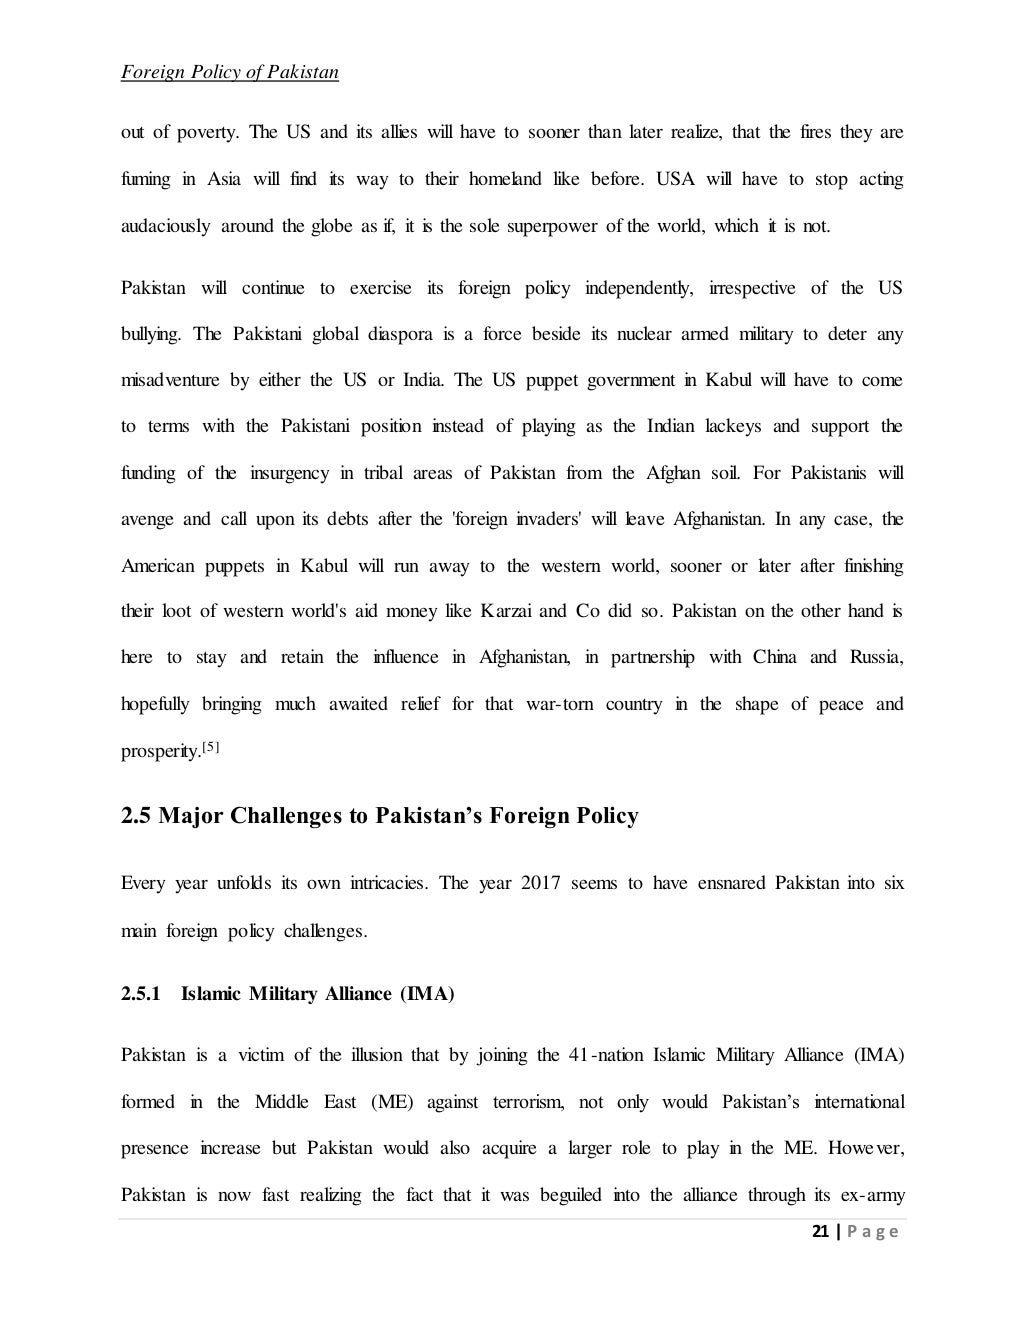 Foreign Policy of Pakistan
out of poverty. The US and its allies will have to sooner than later realize, that the fires they are
fuming in Asia will find its way to their homeland like before. USA will have to stop acting
audaciously around the globe as if, it is the sole superpower of the world, which it is not.
Pakistan will continue to exercise its foreign policy independently, irrespective of the US
bullying. The Pakistani global diaspora is a force beside its nuclear armed military to deter any
misadventure by either the US or India. The US puppet government in Kabul will have to come
to terms with the Pakistani position instead of playing as the Indian lackeys and support the
funding of the insurgency in tribal areas of Pakistan from the Afghan soil. For Pakistanis will
avenge and call upon its debts after the 'foreign invaders' will leave Afghanistan. In any case, the
American puppets in Kabul will run away to the western world, sooner or later after finishing
their loot of western world's aid money like Karzai and Co did so. Pakistan on the other hand is
here to stay and retain the influence in Afghanistan, in partnership with China and Russia,
hopefully bringing much awaited relief for that war-torn country in the shape of peace and
prosperity.[5]
2.5 Major Challenges to Pakistan’s Foreign Policy
Every year unfolds its own intricacies. The year 2017 seems to have ensnared Pakistan into six
main foreign policy challenges.
2.5.1 Islamic Military Alliance (IMA)
Pakistan is a victim of the illusion that by joining the 41-nation Islamic Military Alliance (IMA)
formed in the Middle East (ME) against terrorism, not only would Pakistan’s international
presence increase but Pakistan would also acquire a larger role to play in the ME. However,
Pakistan is now fast realizing the fact that it was beguiled into the alliance through its ex-army
21 | Page